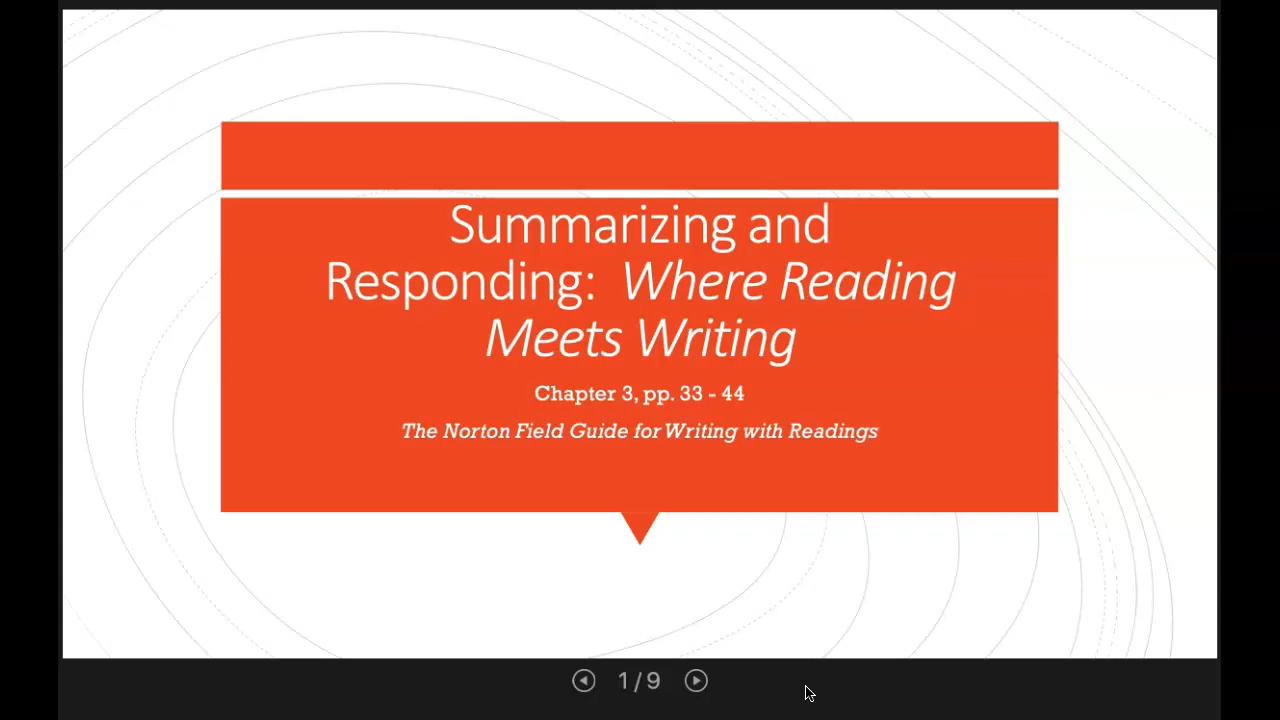 Summarizing and
Responding: Where Reading
Meets Writing
Chapter 3, pp. 33 - 44
The Norton Field Guide for Writing with Readings
1/9